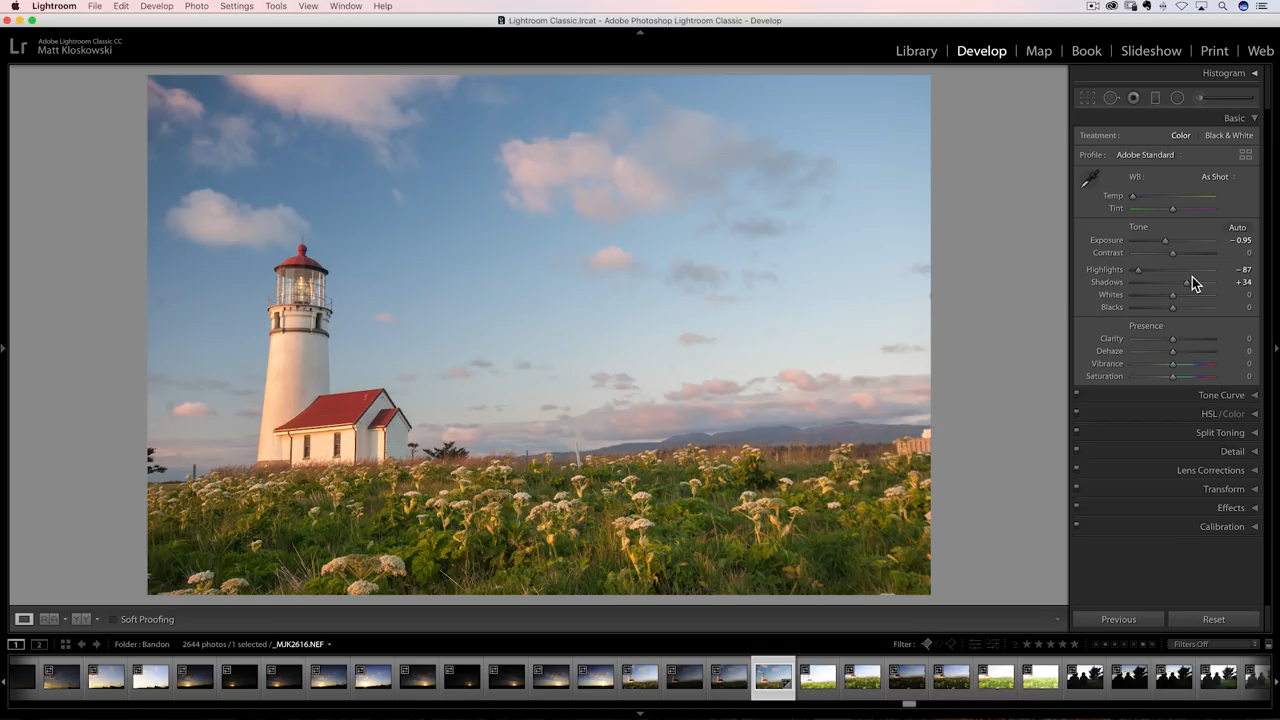 Lightroom File Edit Develop Photo Settings Tools View Window Help
Lightroom Classic.lrcat - Adobe Photoshop Lightroom Classic - Develop
Lr
Adobe Lightroom Classic CC
Matt Kloskowski
Library | Develop | Map | Book | Slideshow | Print | Web
Histogram
Basic
Treatment : Color Black & White
Profile : Adobe Standard
WB : As Shot
Temp
Tint
Tone Auto
Exposure − 0.95
Contrast 0
Highlights − 87
Shadows + 34
Whites 0
Blacks 0
Presence
Clarity 0
Dehaze 0
Vibrance 0
Saturation 0
Tone Curve
HSL / Color
Split Toning
Detail
Lens Corrections
Transform
Effects
Calibration
Soft Proofing
Previous Reset
1 2 Folder : Bandon 2644 photos / 1 selected / _MJK2616.NEF Filter : Filters Off